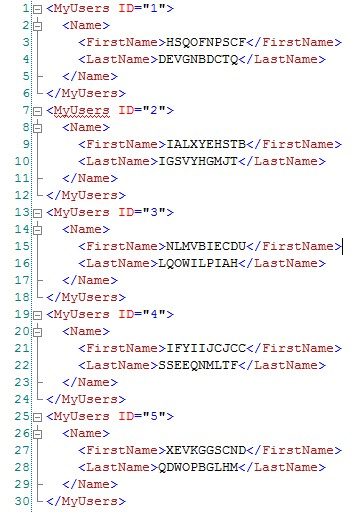 1 <MyUsers ID="1">
2 <Name>
3 <FirstName>HSQOFNPSCF</FirstName>
4 <LastName>DEVGNBDCTQ</LastName>
5 </Name>
6 </MyUsers>
7 <MyUsers ID="2">
8 <Name>
9 <FirstName>IALXYEHSTB</FirstName>
10 <LastName>IGSVYHGMJT</LastName>
11 </Name>
12 </MyUsers>
13 <MyUsers ID="3">
14 <Name>
15 <FirstName>NLMVBIECDU</FirstName>
16 <LastName>LQOWILPIAH</LastName>
17 </Name>
18 </MyUsers>
19 <MyUsers ID="4">
20 <Name>
21 <FirstName>IFYIIJCJCC</FirstName>
22 <LastName>SSEEQNMLTF</LastName>
23 </Name>
24 </MyUsers>
25 <MyUsers ID="5">
26 <Name>
27 <FirstName>XEVKGGSCND</FirstName>
28 <LastName>QDWOPBGLHM</LastName>
29 </Name>
30 </MyUsers>